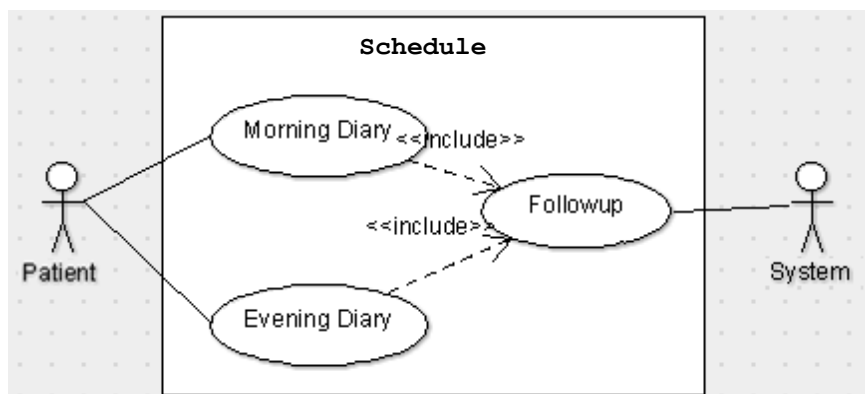 Schedule
Morning Diary
<<include>>
Followup
<<include>>
Patient
System
Evening Diary